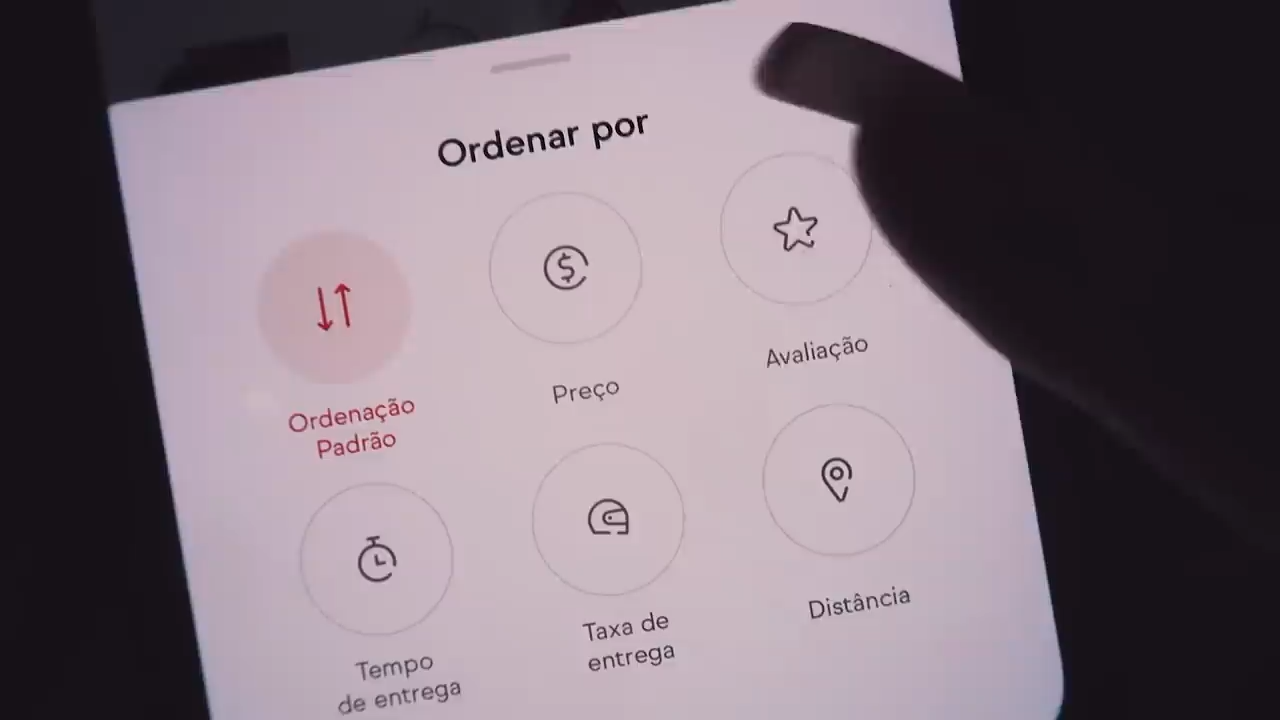 Ordenar por
Ordenação
Padrão
Preço
Avaliação
Tempo
de entrega
Taxa de
entrega
Distância